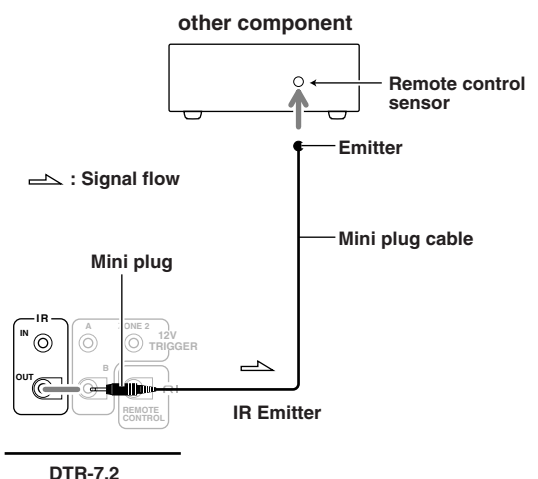 other component
Remote control
sensor
Emitter
: Signal flow
Mini plug cable
Mini plug
IR
IN
A
ZONE 2
12V
TRIGGER
OUT
B
REMOTE
CONTROL
IR Emitter
DTR-7.2